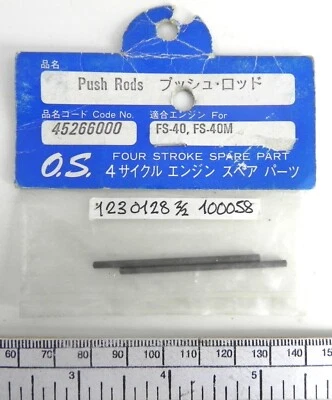 品名
Push Rods プッシュ・ロッド
品名コード Code No. 適合エンジン For
45266000 FS-40, FS-40M
O.S. FOUR STROKE SPARE PART
4サイクル エンジン スペア パーツ
1230128 100058
60 70 80 90 100 110 120 130
3 4 5